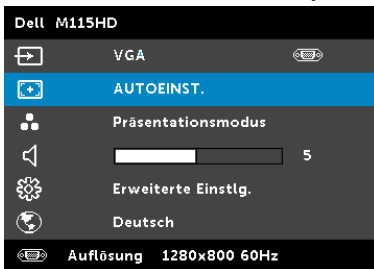 Dell M115HD
VGA
AUTOEINST.
Präsentationsmodus
5
Erweiterte Einstlg.
Deutsch
Auflösung 1280x800 60Hz